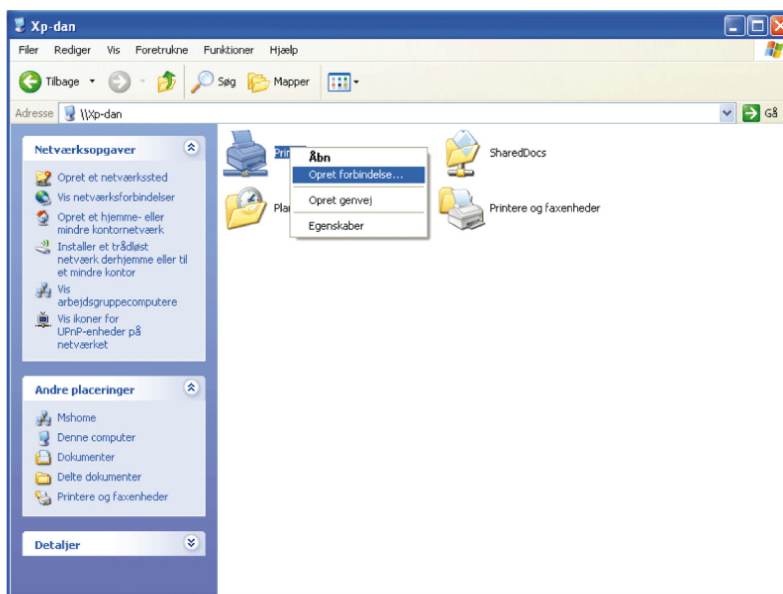 Xp-dan
Filer Rediger Vis Foretrukne Funktioner Hjælp
Tilbage Søg Mapper
Adresse \\Xp-dan Gå
Netværksopgaver
Opret et netværkssted
Vis netværksforbindelser
Opret et hjemme- eller
mindre kontornetværk
Installer et trådløst
netværk derhjemme eller til
et mindre kontor
Vis
arbejdsgruppecomputere
Vis ikoner for
UPnP-enheder på
netværket
Andre placeringer
Mshome
Denne computer
Dokumenter
Delte dokumenter
Printere og faxenheder
Detaljer
Åbn
Opret forbindelse...
Opret genvej
Egenskaber
SharedDocs
Printere og faxenheder